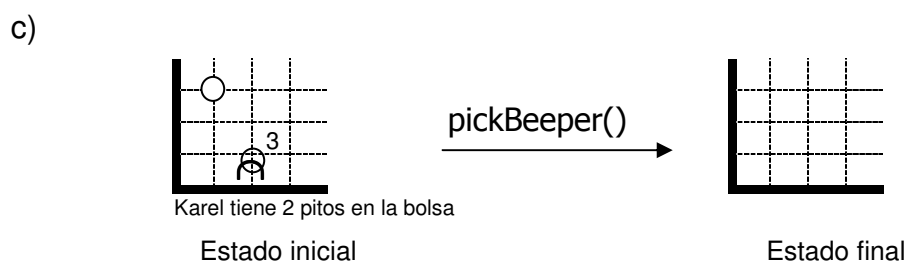 c)
3
pickBeeper()
Karel tiene 2 pitos en la bolsa
Estado inicial
Estado final